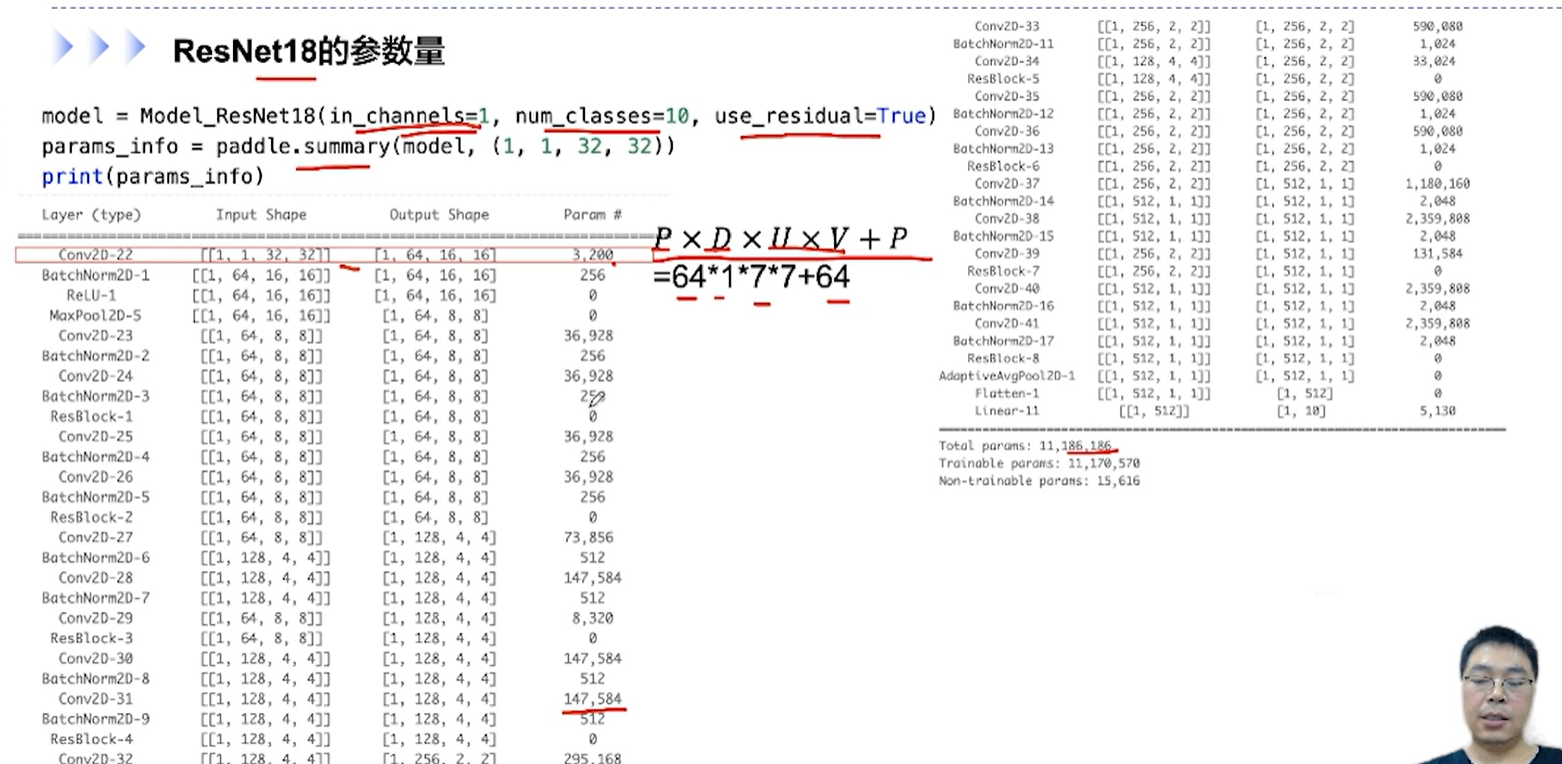 ResNet18的参数量
model = Model_ResNet18(in_channels=1, num_classes=10, use_residual=True)
params_info = paddle.summary(model, (1, 1, 32, 32))
print(params_info)
Layer (type) Input Shape Output Shape Param #
Conv2D-22 [[1, 1, 32, 32]] [1, 64, 16, 16] 3,200
BatchNorm2D-1 [[1, 64, 16, 16]] [1, 64, 16, 16] 256
ReLU-1 [[1, 64, 16, 16]] [1, 64, 16, 16] 0
MaxPool2D-5 [[1, 64, 16, 16]] [1, 64, 8, 8] 0
Conv2D-23 [[1, 64, 8, 8]] [1, 64, 8, 8] 36,928
BatchNorm2D-2 [[1, 64, 8, 8]] [1, 64, 8, 8] 256
Conv2D-24 [[1, 64, 8, 8]] [1, 64, 8, 8] 36,928
BatchNorm2D-3 [[1, 64, 8, 8]] [1, 64, 8, 8]
ResBlock-1 [[1, 64, 8, 8]] [1, 64, 8, 8] 0
Conv2D-25 [[1, 64, 8, 8]] [1, 64, 8, 8] 36,928
BatchNorm2D-4 [[1, 64, 8, 8]] [1, 64, 8, 8] 256
Conv2D-26 [[1, 64, 8, 8]] [1, 64, 8, 8] 36,928
BatchNorm2D-5 [[1, 64, 8, 8]] [1, 64, 8, 8] 256
ResBlock-2 [[1, 64, 8, 8]] [1, 64, 8, 8] 0
Conv2D-27 [[1, 64, 8, 8]] [1, 128, 4, 4] 73,856
BatchNorm2D-6 [[1, 128, 4, 4]] [1, 128, 4, 4] 512
Conv2D-28 [[1, 128, 4, 4]] [1, 128, 4, 4] 147,584
BatchNorm2D-7 [[1, 128, 4, 4]] [1, 128, 4, 4] 512
Conv2D-29 [[1, 64, 8, 8]] [1, 128, 4, 4] 8,320
ResBlock-3 [[1, 64, 8, 8]] [1, 128, 4, 4] 0
Conv2D-30 [[1, 128, 4, 4]] [1, 128, 4, 4] 147,584
BatchNorm2D-8 [[1, 128, 4, 4]] [1, 128, 4, 4] 512
Conv2D-31 [[1, 128, 4, 4]] [1, 128, 4, 4] 147,584
BatchNorm2D-9 [[1, 128, 4, 4]] [1, 128, 4, 4] 512
ResBlock-4 [[1, 128, 4, 4]] [1, 128, 4, 4] 0
Conv2D-32 [[1, 128, 4, 4]] [1, 256, 2, 2] 295,168
P × D × U × V + P
=64*1*7*7+64
Conv2D-33 [[1, 256, 2, 2]] [1, 256, 2, 2] 590,080
BatchNorm2D-11 [[1, 256, 2, 2]] [1, 256, 2, 2] 1,024
Conv2D-34 [[1, 128, 4, 4]] [1, 256, 2, 2] 33,024
ResBlock-5 [[1, 128, 4, 4]] [1, 256, 2, 2] 0
Conv2D-35 [[1, 256, 2, 2]] [1, 256, 2, 2] 590,080
BatchNorm2D-12 [[1, 256, 2, 2]] [1, 256, 2, 2] 1,024
Conv2D-36 [[1, 256, 2, 2]] [1, 256, 2, 2] 590,080
BatchNorm2D-13 [[1, 256, 2, 2]] [1, 256, 2, 2] 1,024
ResBlock-6 [[1, 256, 2, 2]] [1, 256, 2, 2] 0
Conv2D-37 [[1, 256, 2, 2]] [1, 512, 1, 1] 1,180,160
BatchNorm2D-14 [[1, 512, 1, 1]] [1, 512, 1, 1] 2,048
Conv2D-38 [[1, 512, 1, 1]] [1, 512, 1, 1] 2,359,808
BatchNorm2D-15 [[1, 512, 1, 1]] [1, 512, 1, 1] 2,048
Conv2D-39 [[1, 256, 2, 2]] [1, 512, 1, 1] 131,584
ResBlock-7 [[1, 256, 2, 2]] [1, 512, 1, 1] 0
Conv2D-40 [[1, 512, 1, 1]] [1, 512, 1, 1] 2,359,808
BatchNorm2D-16 [[1, 512, 1, 1]] [1, 512, 1, 1] 2,048
Conv2D-41 [[1, 512, 1, 1]] [1, 512, 1, 1] 2,359,808
BatchNorm2D-17 [[1, 512, 1, 1]] [1, 512, 1, 1] 2,048
ResBlock-8 [[1, 512, 1, 1]] [1, 512, 1, 1] 0
AdaptiveAvgPool2D-1 [[1, 512, 1, 1]] [1, 512, 1, 1] 0
Flatten-1 [[1, 512, 1, 1]] [1, 512] 0
Linear-11 [[1, 512]] [1, 10] 5,130
Total params: 11,186,186
Trainable params: 11,170,570
Non-trainable params: 15,616